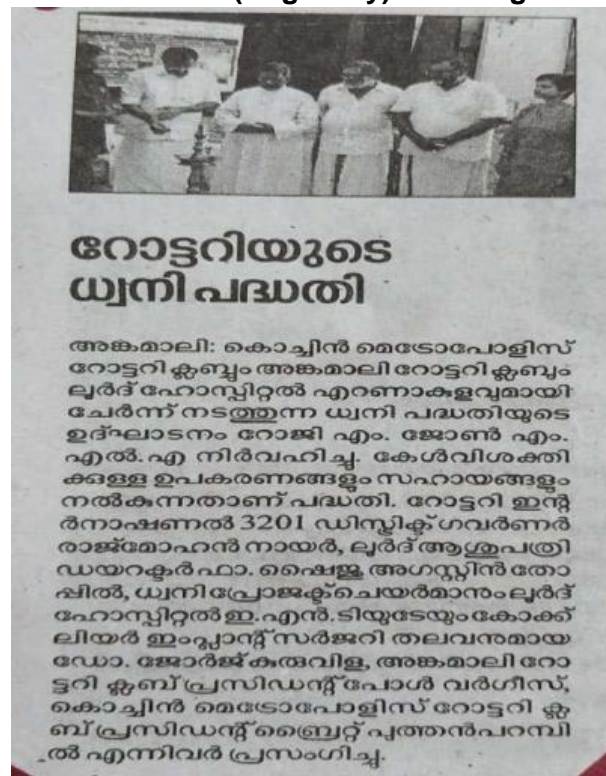 റോട്ടറിയുടെ
ധ്വനി പദ്ധതി
അങ്കമാലി: കൊച്ചിൻ മെട്രോപോളിസ്
റോട്ടറി ക്ലബ്ബും അങ്കമാലി റോട്ടറി ക്ലബും
ലൂർദ് ഹോസ്പിറ്റൽ എറണാകുളവുമായി
ചേർന്ന് നടത്തുന്ന ധ്വനി പദ്ധതിയുടെ
ഉദ്ഘാടനം റോജി എം. ജോൺ എം.
എൽ.എ നിർവഹിച്ചു. കേൾവിശക്തി
ക്കുള്ള ഉപകരണങ്ങളും സഹായങ്ങളും
നൽകുന്നതാണ് പദ്ധതി. റോട്ടറി ഇന്റ
ർനാഷണൽ 3201 ഡിസ്ട്രിക്ട് ഗവർണർ
രാജ്മോഹൻ നായർ, ലൂർദ് ആശുപത്രി
ഡയറക്ടർ ഫാ. ഷൈജു അഗസ്റ്റിൻ തോ
പ്പിൽ, ധ്വനി പ്രോജക്ട് ചെയർമാനും ലൂർദ്
ഹോസ്പിറ്റൽ ഇ.എൻ.ടിയുടേയും കോക്ക്
ലിയർ ഇംപ്ലാന്റ് സർജറി തലവനുമായ
ഡോ. ജോർജ് കുരുവിള, അങ്കമാലി റോ
ട്ടറി ക്ലബ് പ്രസിഡന്റ് പോൾ വർഗീസ്,
കൊച്ചിൻ മെട്രോപോളിസ് റോട്ടറി ക്ല
ബ് പ്രസിഡന്റ് ബ്രൈറ്റ് പുത്തൻപറമ്പി
ൽ എന്നിവർ പ്രസംഗിച്ചു.